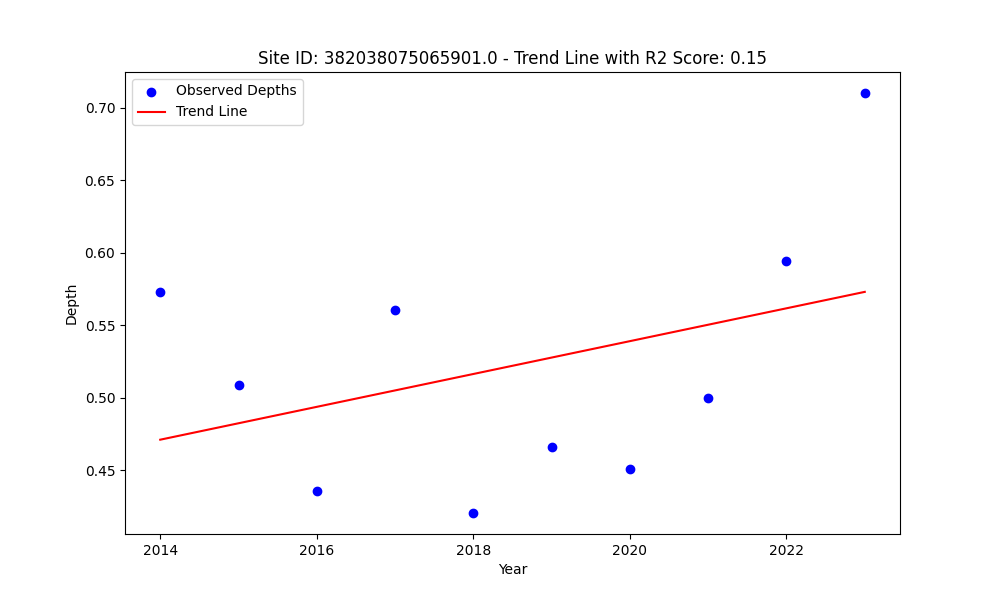 Site ID: 382038075065901.0 - Trend Line with R2 Score: 0.15
Observed Depths
Trend Line
0.70
0.65
0.60
0.55
0.50
0.45
Depth
2014
2016
2018
2020
2022
Year